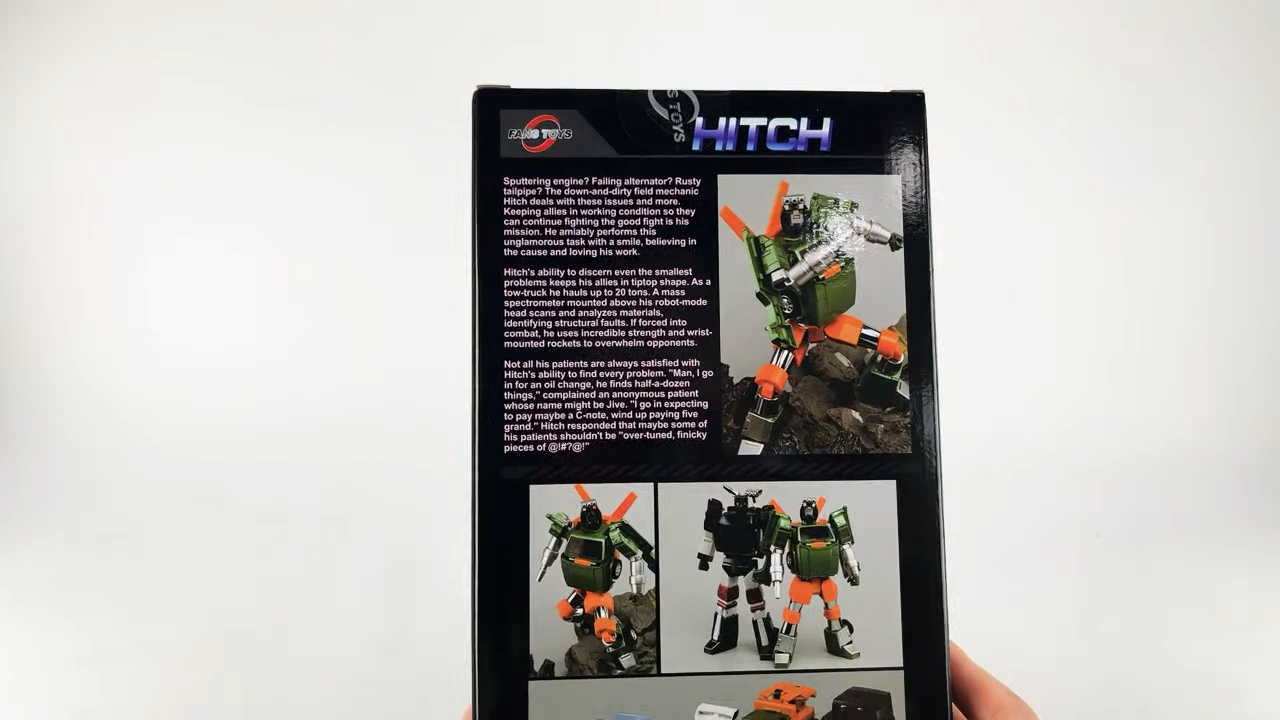 FANS TOYS
S TOYS
HITCH
Sputtering engine? Failing alternator? Rusty
tailpipe? The down-and-dirty field mechanic
Hitch deals with these issues and more.
Keeping allies in working condition so they
can continue fighting the good fight is his
mission. He amiably performs this
unglamorous task with a smile, believing in
the cause and loving his work.
Hitch's ability to discern even the smallest
problems keeps his allies in tiptop shape. As a
tow-truck he hauls up to 20 tons. A mass
spectrometer mounted above his robot-mode
head scans and analyzes materials,
identifying structural faults. If forced into
combat, he uses incredible strength and wrist-
mounted rockets to overwhelm opponents.
Not all his patients are always satisfied with
Hitch's ability to find every problem. "Man, I go
in for an oil change, he finds half-a-dozen
things," complained an anonymous patient
whose name might be Jive. "I go in expecting
to pay maybe a C-note, wind up paying five
grand." Hitch responded that maybe some of
his patients shouldn't be "over-tuned, finicky
pieces of @!#?@!"